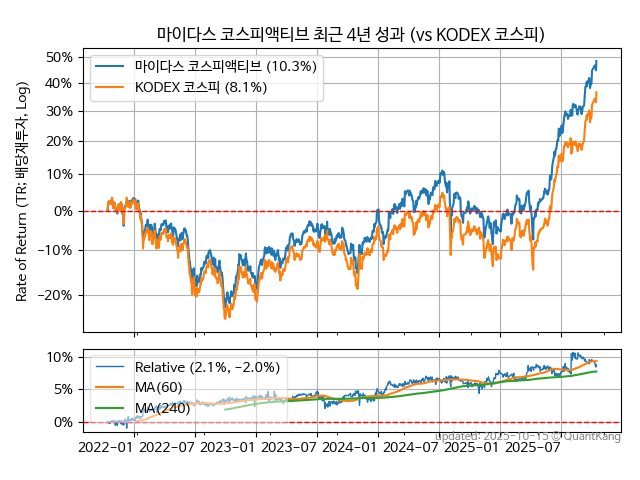 마이다스 코스피액티브 최근 4년 성과 (vs KODEX 코스피)
Rate of Return (TR: 배당재투자, Log)
50%
40%
30%
20%
10%
0%
−10%
−20%
마이다스 코스피액티브 (10.3%)
KODEX 코스피 (8.1%)
10%
5%
0%
Relative (2.1%, −2.0%)
MA(60)
MA(240)
2022−01 2022−07 2023−01 2023−07 2024−01 2024−07 2025−01 2025−07
Updated: 2025-10-15 © QuantKang